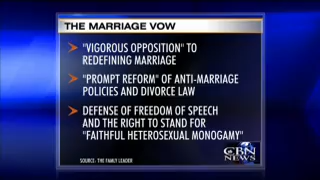 THE MARRIAGE VOW
"VIGOROUS OPPOSITION" TO
REDEFINING MARRIAGE
"PROMPT REFORM" OF ANTI-MARRIAGE
POLICIES AND DIVORCE LAW
DEFENSE OF FREEDOM OF SPEECH
AND THE RIGHT TO STAND FOR
"FAITHFUL HETEROSEXUAL MONOGAMY"
SOURCE: THE FAMILY LEADER
CBN
NEWS